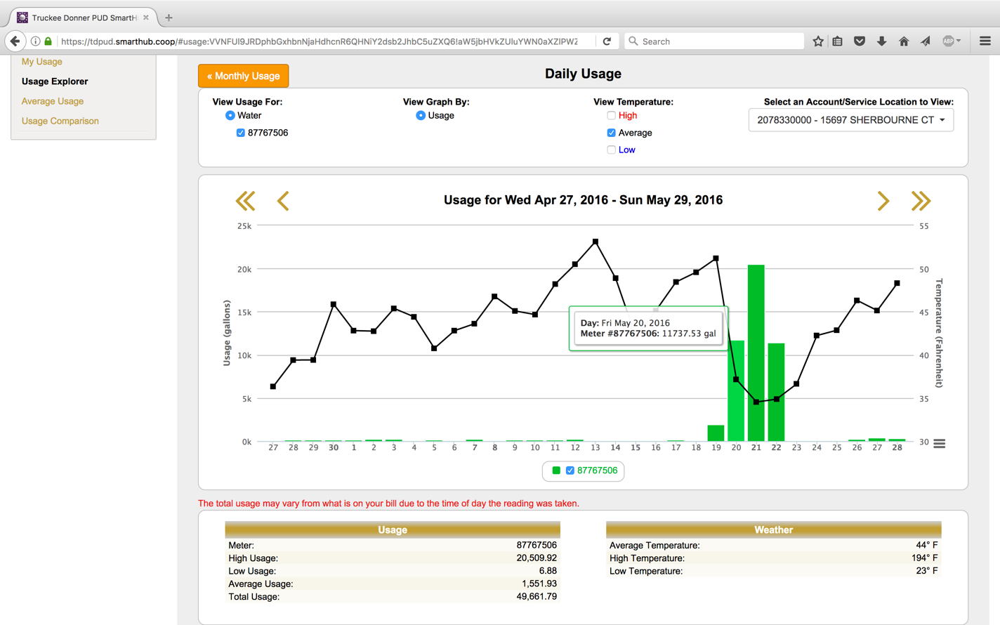 Truckee Donner PUD SmartH
https://tdpud.smarthub.coop/#usage:VVNFUl9JRDphbGxhbnNjaHdhcnR6QHNiY2dsb2JhbC5uZXQ6!aW5jbHVkZUluYWN0aXZlPWZ
Search
ABP
My Usage
Usage Explorer
Average Usage
Usage Comparison
« Monthly Usage
Daily Usage
View Usage For:
Water
87767506
View Graph By:
Usage
View Temperature:
High
Average
Low
Select an Account/Service Location to View:
2078330000 - 15697 SHERBOURNE CT
Usage for Wed Apr 27, 2016 - Sun May 29, 2016
25k
20k
15k
10k
5k
0k
Usage (gallons)
55
50
45
40
35
30
Temperature (Fahrenheit)
Day: Fri May 20, 2016
Meter #87767506: 11737.53 gal
27 28 29 30 1 2 3 4 5 6 7 8 9 10 11 12 13 14 15 16 17 18 19 20 21 22 23 24 25 26 27 28
87767506
The total usage may vary from what is on your bill due to the time of day the reading was taken.
Usage
Meter: 87767506
High Usage: 20,509.92
Low Usage: 6.88
Average Usage: 1,551.93
Total Usage: 49,661.79
Weather
Average Temperature: 44° F
High Temperature: 194° F
Low Temperature: 23° F